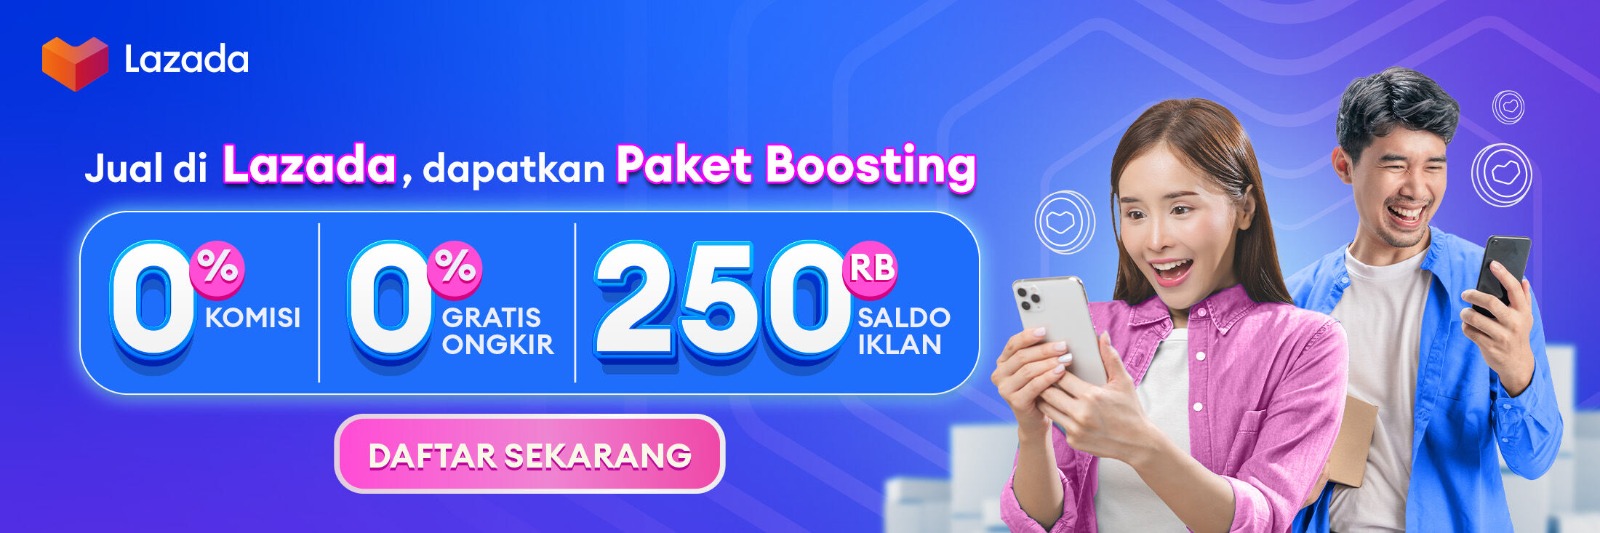 Lazada
Jual di Lazada, dapatkan Paket Boosting
0% KOMISI
0% GRATIS
ONGKIR
250RB SALDO
IKLAN
DAFTAR SEKARANG